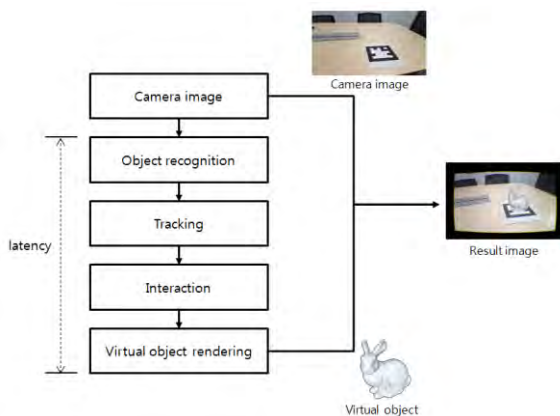 Camera image
Camera image
Object recognition
Tracking
latency
Result image
Interaction
Virtual object rendering
Virtual object